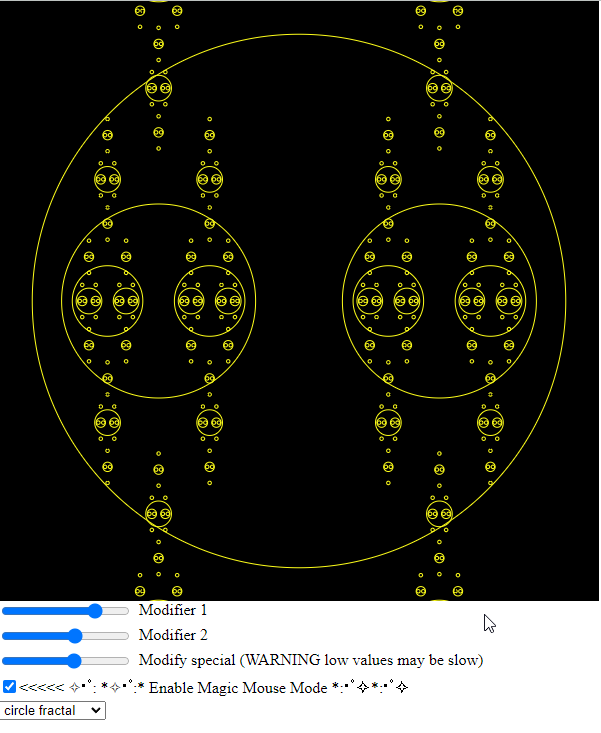 Modifier 1
Modifier 2
Modify special (WARNING low values may be slow)
<<<<< ✧･ﾟ: *✧･ﾟ:* Enable Magic Mouse Mode *:･ﾟ✧*:･ﾟ✧
circle fractal